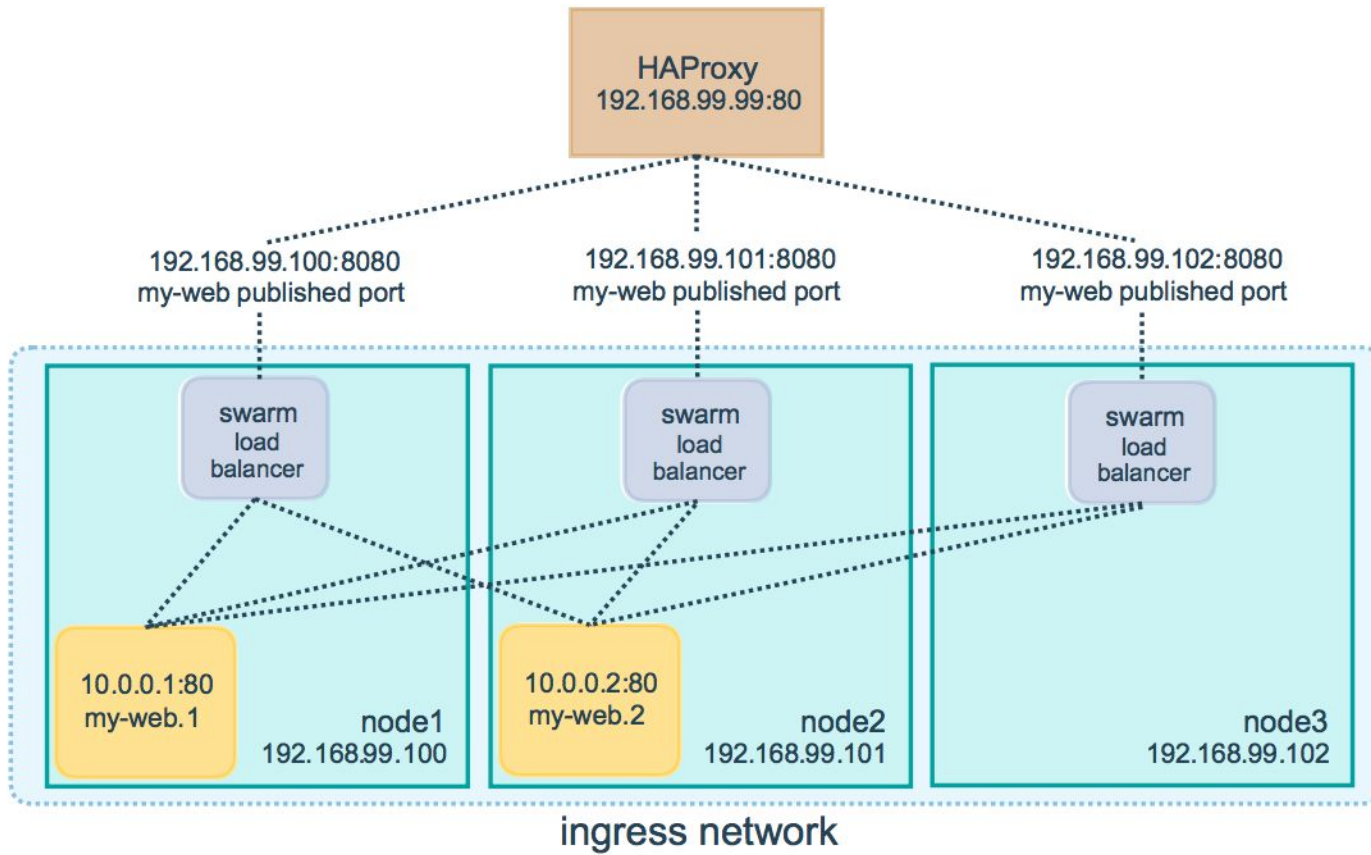 HAProxy
192.168.99.99:80
192.168.99.100:8080
my-web published port
192.168.99.101:8080
my-web published port
192.168.99.102:8080
my-web published port
swarm
load
balancer
swarm
load
balancer
swarm
load
balancer
10.0.0.1:80
my-web.1
node1
192.168.99.100
10.0.0.2:80
my-web.2
node2
192.168.99.101
node3
192.168.99.102
ingress network